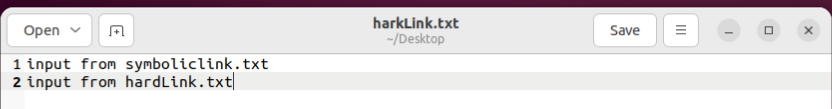 harkLink.txt
Open
~/Desktop
Save
1 input from symboliclink.txt
2 input from hardLink.txt